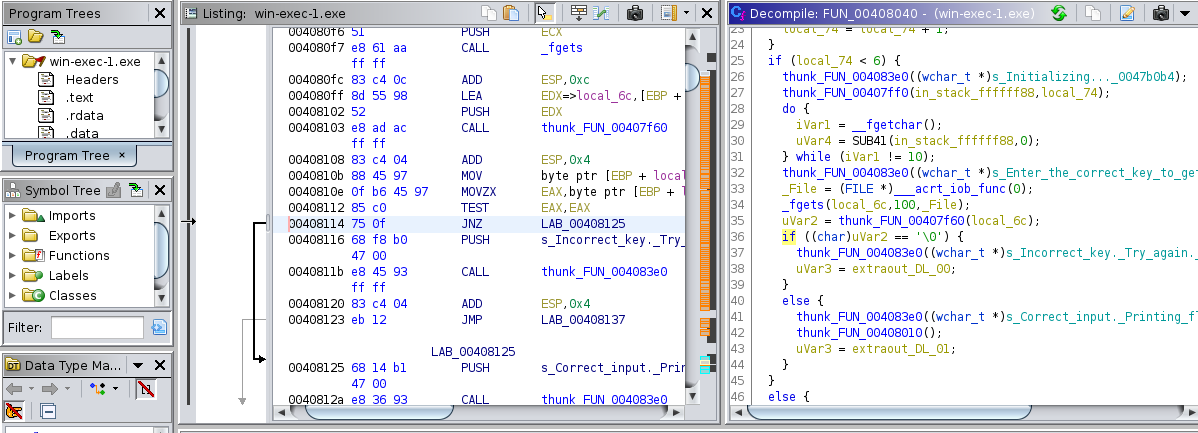 Program Trees
win-exec-1.exe
Headers
.text
.rdata
.data
Program Tree ×
Symbol Tree
Imports
Exports
Functions
Labels
Classes
Filter:
Data Type Ma...
Listing: win-exec-1.exe
004080f6 51 PUSH ECX
004080f7 e8 61 aa CALL _fgets
ff ff
004080fc 83 c4 0c ADD ESP,0xc
004080ff 8d 55 98 LEA EDX=>local_6c,[EBP +
00408102 52 PUSH EDX
00408103 e8 ad ac CALL thunk_FUN_00407f60
ff ff
00408108 83 c4 04 ADD ESP,0x4
0040810b 88 45 97 MOV byte ptr [EBP + loca
0040810e 0f b6 45 97 MOVZX EAX,byte ptr [EBP + l
00408112 85 c0 TEST EAX,EAX
00408114 75 0f JNZ LAB_00408125
00408116 68 f8 b0 PUSH s_Incorrect_key._Try_
47 00
0040811b e8 45 93 CALL thunk_FUN_004083e0
ff ff
00408120 83 c4 04 ADD ESP,0x4
00408123 eb 12 JMP LAB_00408137
LAB_00408125
00408125 68 14 b1 PUSH s_Correct_input._Pri
47 00
0040812a e8 36 93 CALL thunk_FUN_004083e0
Decompile: FUN_00408040 - (win-exec-1.exe)
23 local_74 = local_74 + 1;
24 }
25 if (local_74 < 6) {
26 thunk_FUN_004083e0((wchar_t *)s_Initializing..._0047b0b4);
27 thunk_FUN_00407ff0(in_stack_ffffff88,local_74);
28 do {
29 iVar1 = __fgetchar();
30 uVar4 = SUB41(in_stack_ffffff88,0);
31 } while (iVar1 != 10);
32 thunk_FUN_004083e0((wchar_t *)s_Enter_the_correct_key_to_get
33 _File = (FILE *)___acrt_iob_func(0);
34 _fgets(local_6c,100,_File);
35 uVar2 = thunk_FUN_00407f60(local_6c);
36 if ((char)uVar2 == '\0') {
37 thunk_FUN_004083e0((wchar_t *)s_Incorrect_key._Try_again._
38 uVar3 = extraout_DL_00;
39 }
40 else {
41 thunk_FUN_004083e0((wchar_t *)s_Correct_input._Printing_fl
42 thunk_FUN_00408010();
43 uVar3 = extraout_DL_01;
44 }
45 }
46 else {